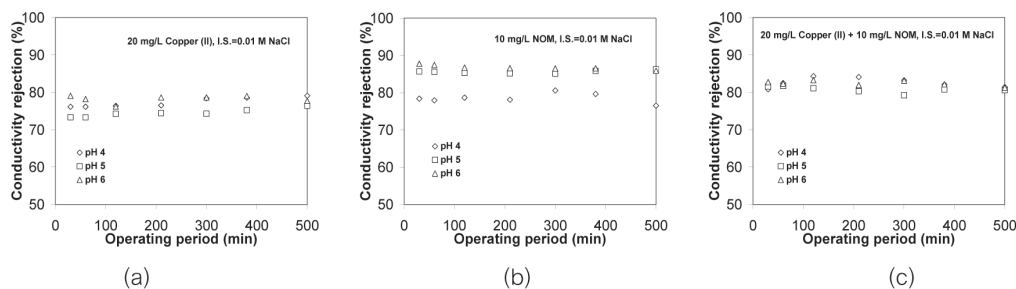 Conductivity rejection (%)
100
90
80
70
60
50
20 mg/L Copper (II), I.S.=0.01 M NaCl
pH 4
pH 5
pH 6
0 100 200 300 400 500
Operating period (min)
(a)
Conductivity rejection (%)
100
90
80
70
60
50
10 mg/L NOM, I.S.=0.01 M NaCl
pH 4
pH 5
pH 6
0 100 200 300 400 500
Operating period (min)
(b)
Conductivity rejection (%)
100
90
80
70
60
50
20 mg/L Copper (II) + 10 mg/L NOM, I.S.=0.01 M NaCl
pH 4
pH 5
pH 6
0 100 200 300 400 500
Operating period (min)
(c)